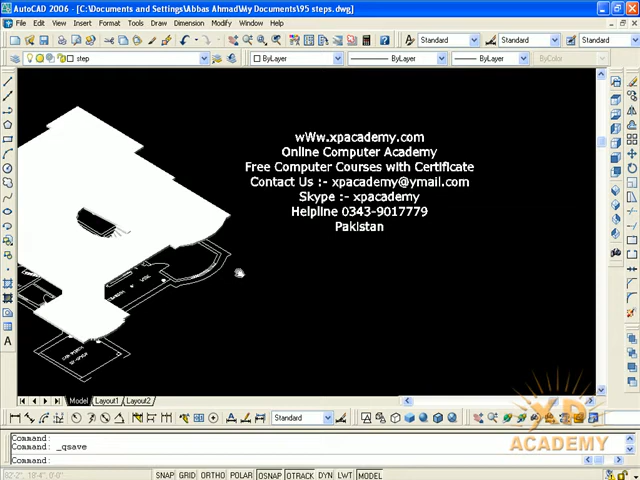 AutoCAD 2006 - [C:\Documents and Settings\Abbas Ahmad\My Documents\95 steps.dwg]
File Edit View Insert Format Tools Draw Dimension Modify Window Help
Standard Standard Standard
step ByLayer ByLayer ByLayer ByColor
wWw.xpacademy.com
Online Computer Academy
Free Computer Courses with Certificate
Contact Us :- xpacademy@ymail.com
Skype :- xpacademy
Helpline 0343-9017779
Pakistan
Model Layout1 Layout2
Standard
XP
ACADEMY
Command:
Command: _qsave
Command:
SNAP GRID ORTHO POLAR OSNAP OTRACK DYN LWT MODEL